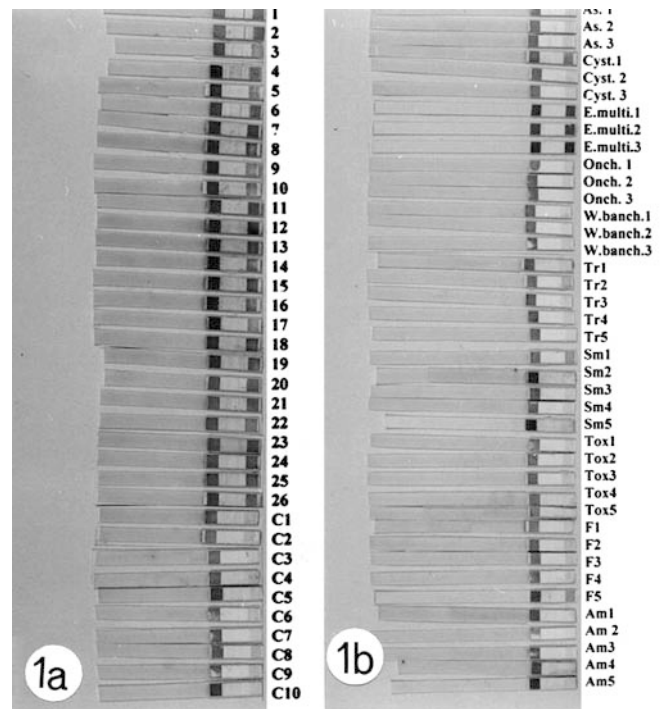 1
2
3
4
5
6
7
8
9
10
11
12
13
14
15
16
17
18
19
20
21
22
23
24
25
26
C1
C2
C3
C4
C5
C6
C7
C8
C9
C10
1a
As. 1
As. 2
As. 3
Cyst.1
Cyst. 2
Cyst. 3
E.multi.1
E.multi.2
E.multi.3
Onch. 1
Onch. 2
Onch. 3
W.banch.1
W.banch.2
W.banch.3
Tr1
Tr2
Tr3
Tr4
Tr5
Sm1
Sm2
Sm3
Sm4
Sm5
Tox1
Tox2
Tox3
Tox4
Tox5
F1
F2
F3
F4
F5
Am1
Am 2
Am3
Am4
Am5
1b